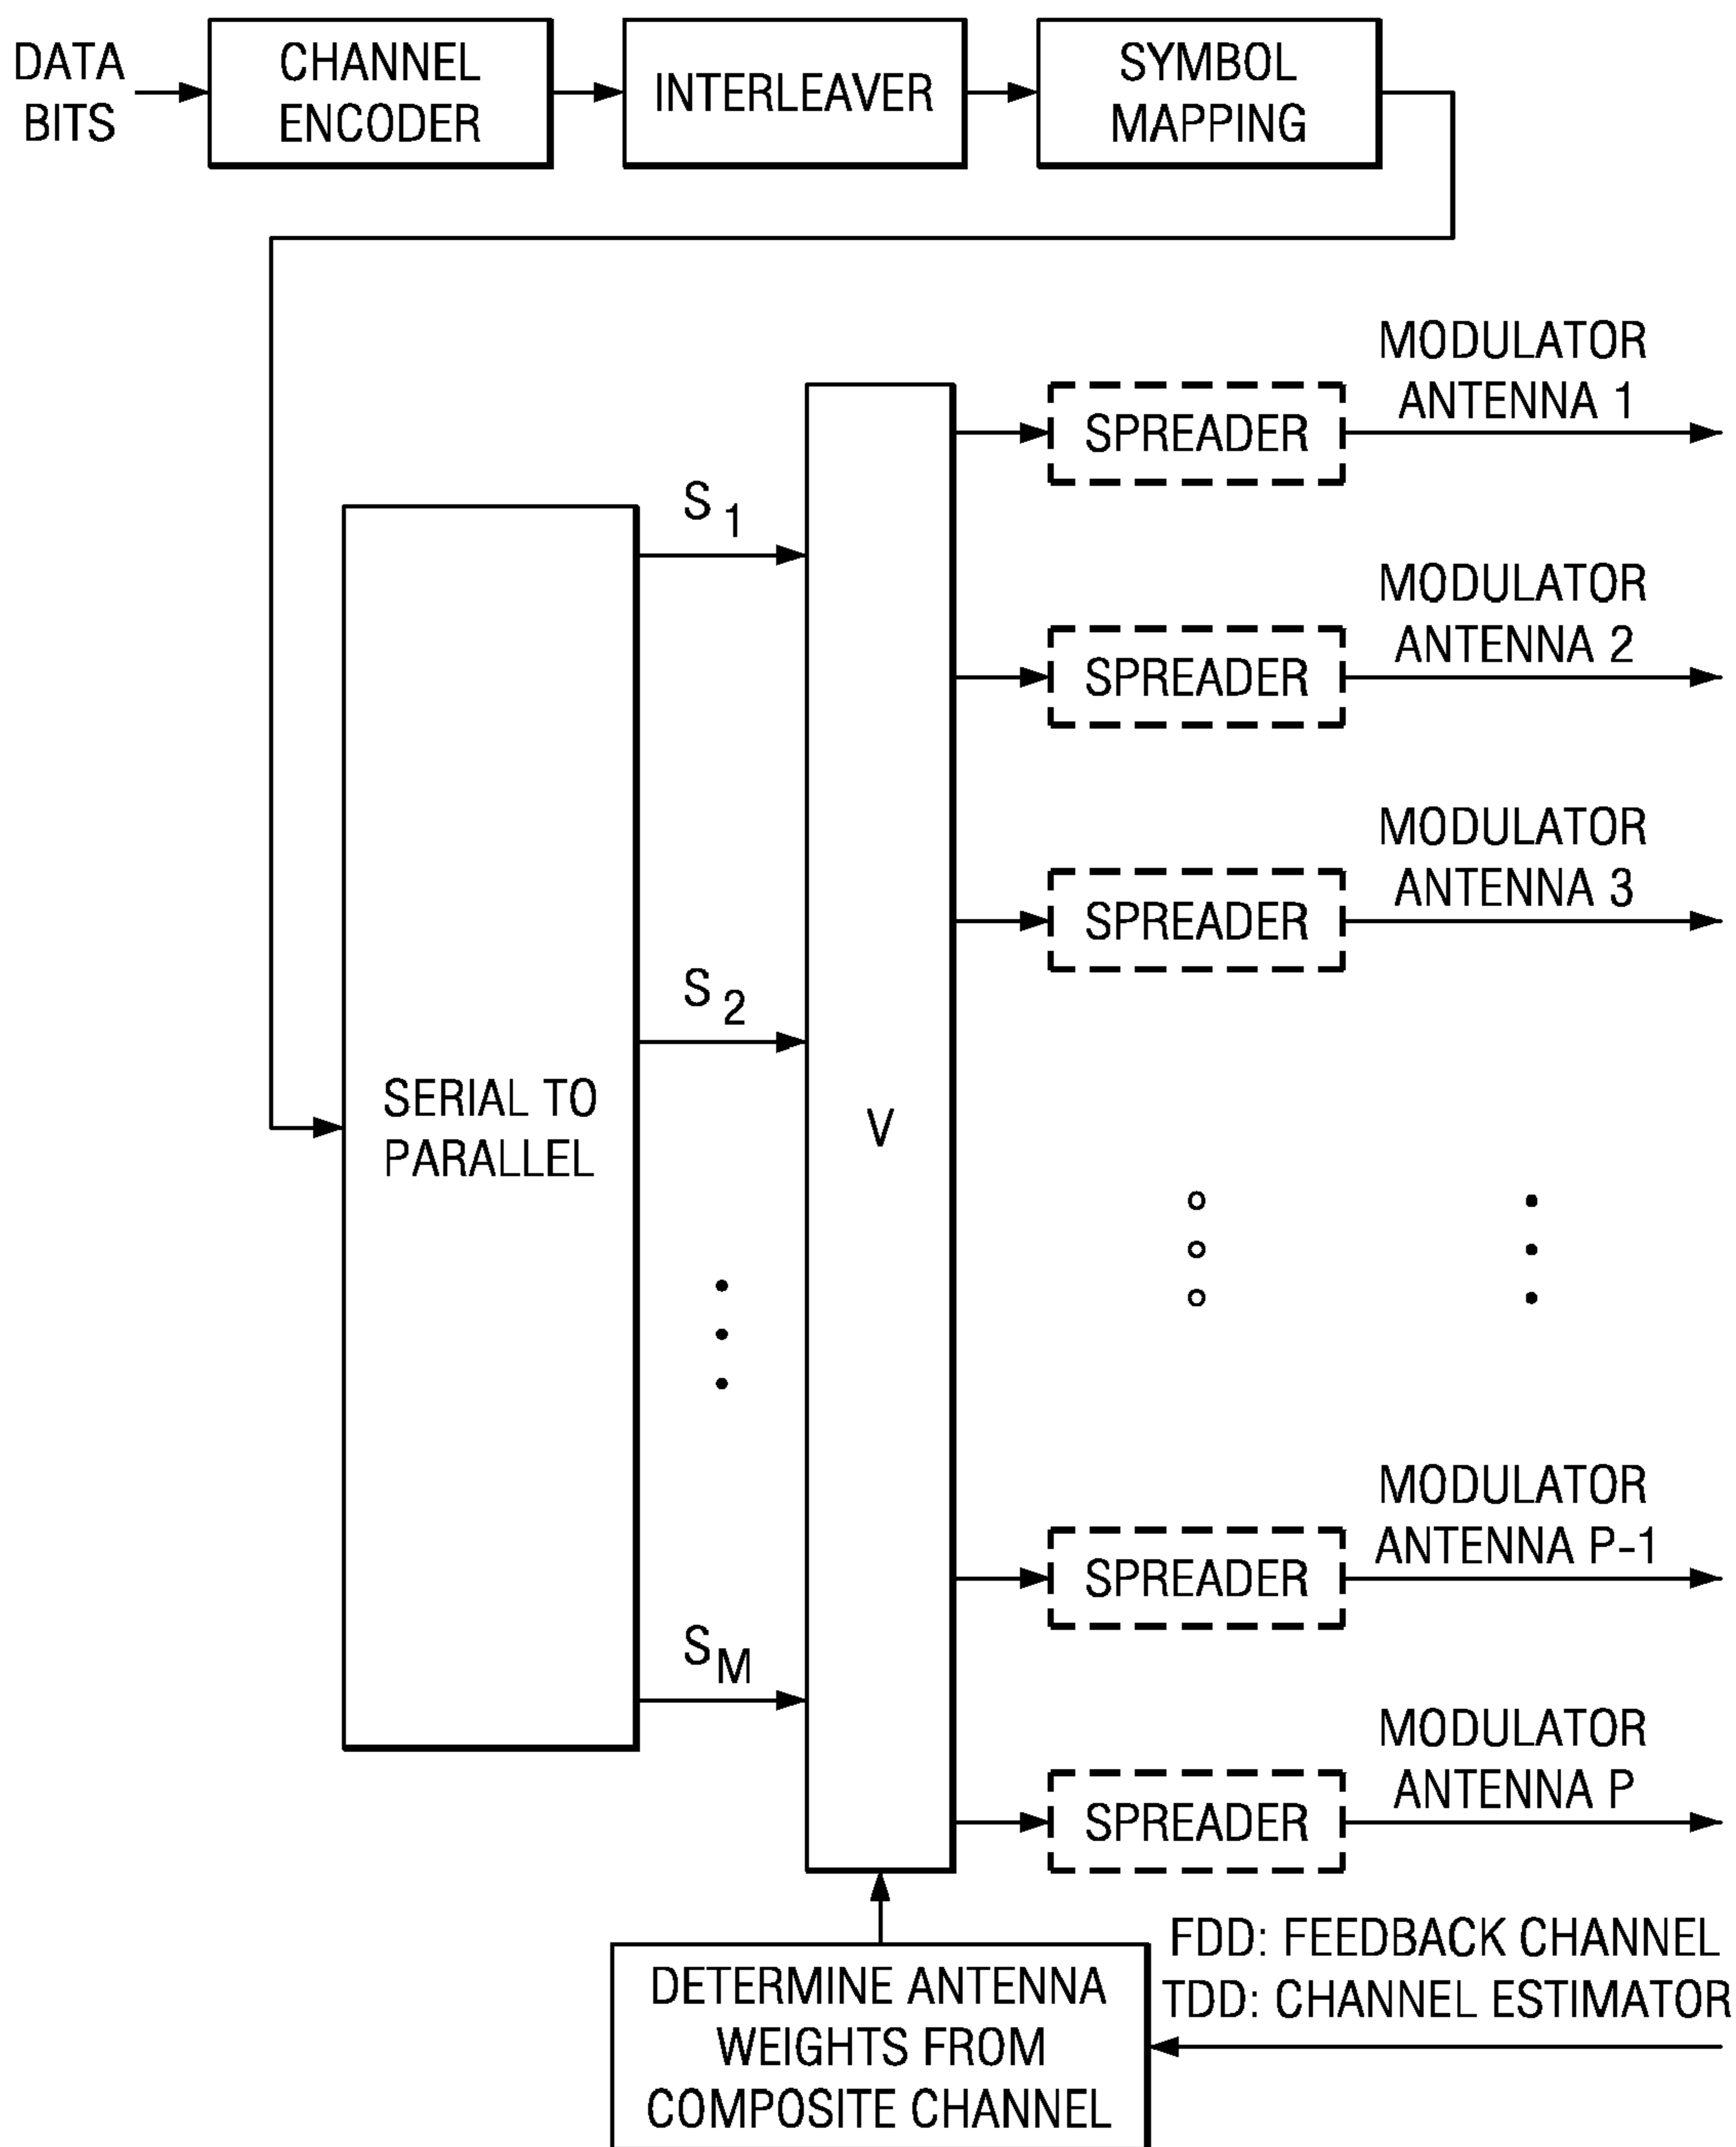 DATA
BITS
CHANNEL
ENCODER
INTERLEAVER
SYMBOL
MAPPING
MODULATOR
ANTENNA 1
SPREADER
S 1
MODULATOR
ANTENNA 2
SPREADER
MODULATOR
ANTENNA 3
SPREADER
S 2
SERIAL TO
PARALLEL
V
MODULATOR
ANTENNA P-1
SPREADER
S M
MODULATOR
ANTENNA P
SPREADER
FDD: FEEDBACK CHANNEL
TDD: CHANNEL ESTIMATOR
DETERMINE ANTENNA
WEIGHTS FROM
COMPOSITE CHANNEL